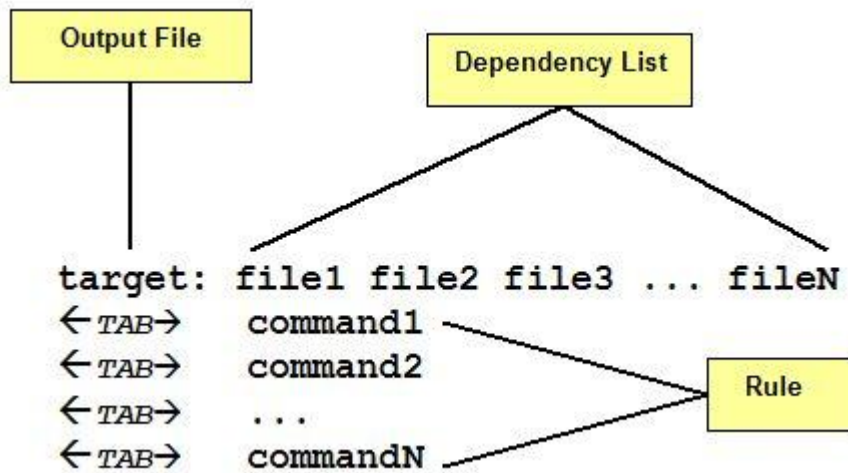 Output File
Dependency List
target: file1 file2 file3 ... fileN
←TAB→ command1
←TAB→ command2
←TAB→ ...
←TAB→ commandN
Rule